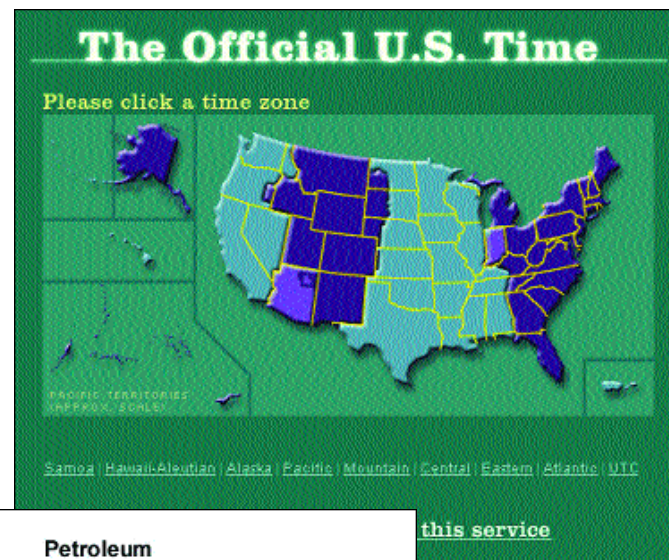 The Official U.S. Time
Please click a time zone
PACIFIC TERRITORIES
(APPROX. SCALE)
Samoa | Hawaii-Aleutian | Alaska | Pacific | Mountain | Central | Eastern | Atlantic | UTC
this service
Petroleum